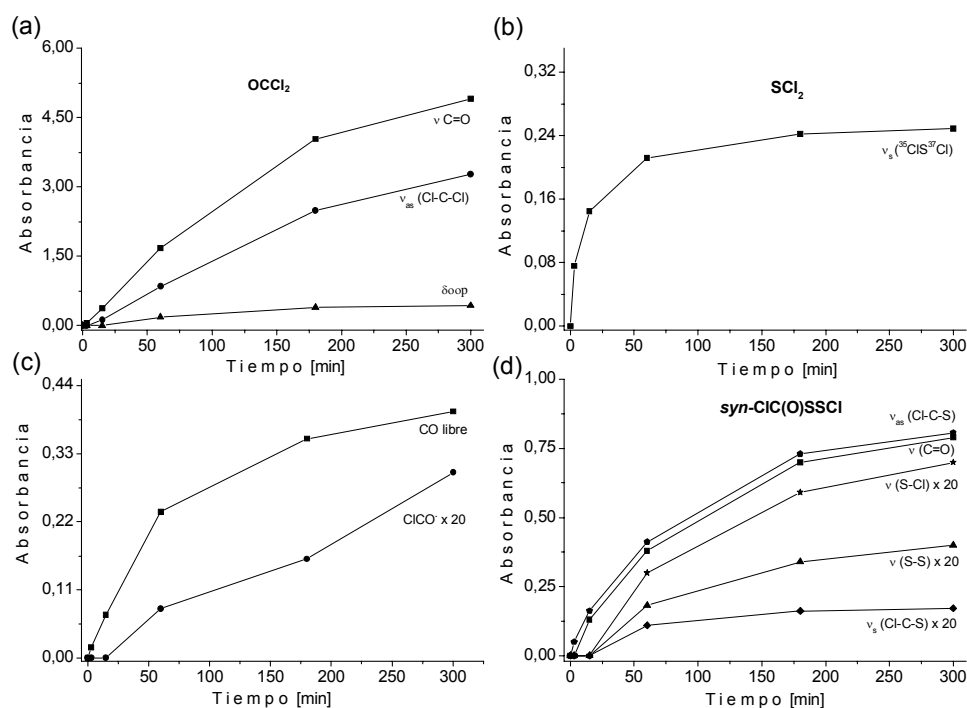 (a)
6,00
4,50
3,00
1,50
0,00
Absorbancia
OCCl₂
ν C=O
ν as (Cl-C-Cl)
δoop
0 50 100 150 200 250 300
Tiempo [min]
(b)
0,32
0,24
0,16
0,08
0,00
Absorbancia
SCl₂
νₛ(³⁵ClS³⁷Cl)
0 50 100 150 200 250 300
Tiempo [min]
(c)
0,44
0,33
0,22
0,11
0,00
Absorbancia
CO libre
ClCO· x 20
0 50 100 150 200 250 300
Tiempo [min]
(d)
1,00
0,75
0,50
0,25
0,00
Absorbancia
syn-ClC(O)SSCl
ν as (Cl-C-S)
ν (C=O)
ν (S-Cl) x 20
ν (S-S) x 20
νₛ (Cl-C-S) x 20
0 50 100 150 200 250 300
Tiempo [min]